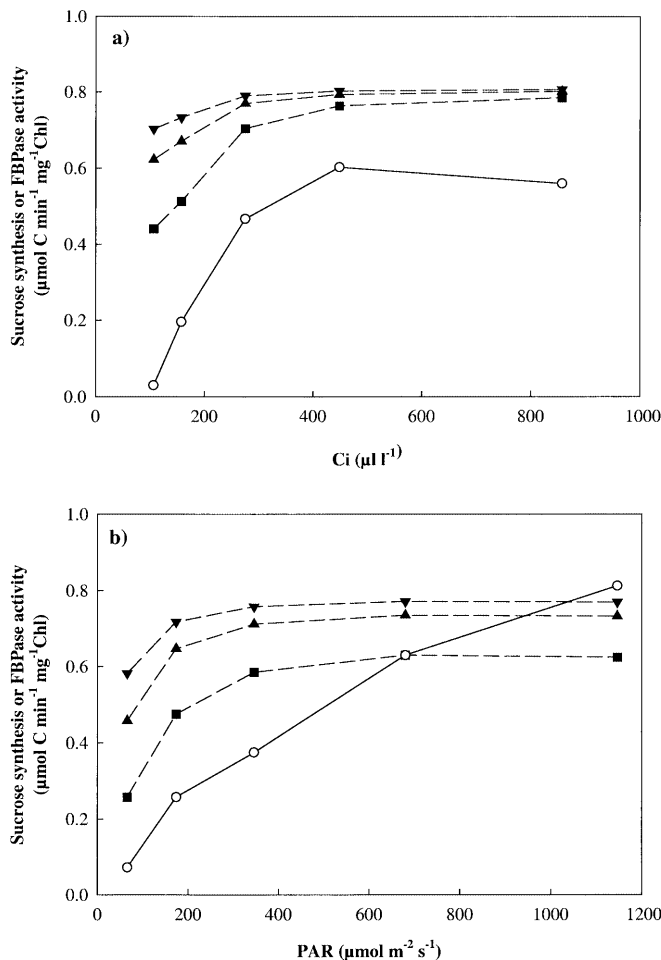 a)
Sucrose synthesis or FBPase activity
(µmol C min⁻¹ mg⁻¹Chl)
1.0
0.8
0.6
0.4
0.2
0.0
0 200 400 600 800 1000
Ci (µl l⁻¹)
b)
Sucrose synthesis or FBPase activity
(µmol C min⁻¹ mg⁻¹Chl)
1.0
0.8
0.6
0.4
0.2
0.0
0 200 400 600 800 1000 1200
PAR (µmol m⁻² s⁻¹)